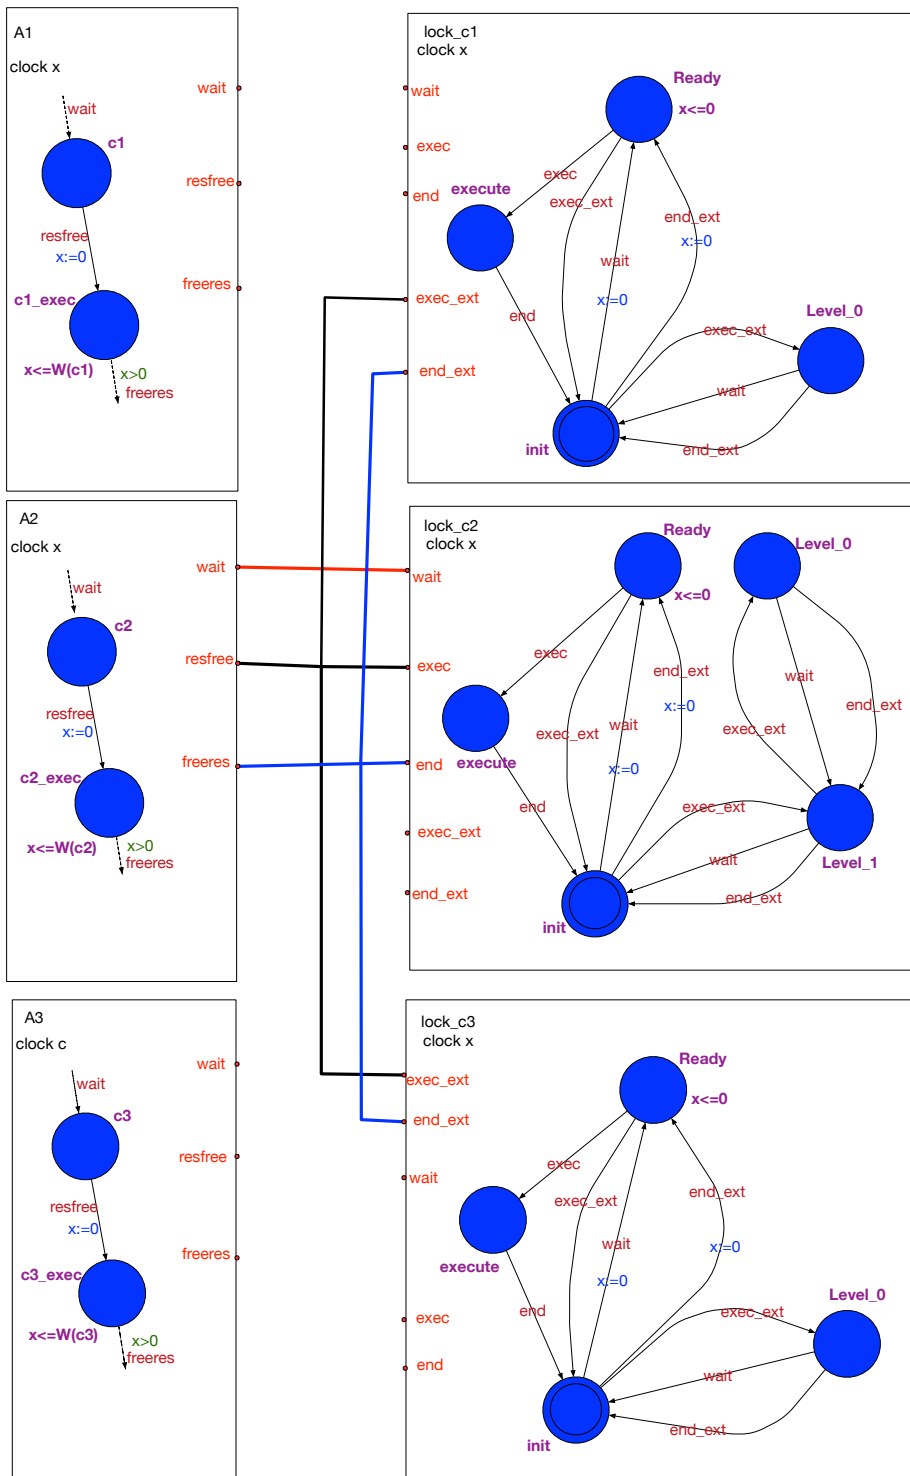 A1
clock x
wait
c1
resfree
x:=0
c1_exec
x<=W(c1)
x>0
freeres
wait
resfree
freeres
lock_c1
clock x
wait
exec
end
exec_ext
end_ext
Ready
x<=0
execute
exec
exec_ext
end_ext
x:=0
wait
x:=0
end
Level_0
exec_ext
wait
end_ext
init
A2
clock x
wait
c2
resfree
x:=0
c2_exec
x<=W(c2)
x>0
freeres
wait
resfree
freeres
lock_c2
clock x
wait
exec
end
exec_ext
end_ext
Ready
x<=0
Level_0
exec
end_ext
x:=0
wait
exec_ext
wait
x:=0
end_ext
exec_ext
execute
end
exec_ext
wait
Level_1
end_ext
init
A3
clock c
wait
c3
resfree
x:=0
c3_exec
x<=W(c3)
x>0
freeres
wait
resfree
freeres
lock_c3
clock x
exec_ext
end_ext
wait
exec
end
Ready
x<=0
exec
exec_ext
end_ext
wait
x:=0
x:=0
execute
end
Level_0
exec_ext
wait
end_ext
init